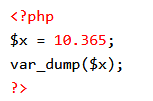 <?php
$x = 10.365;
var_dump($x);
?>